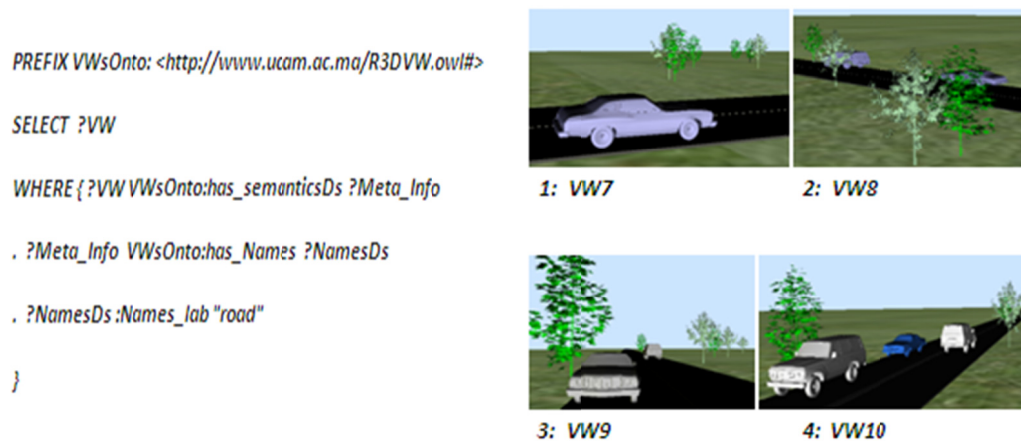 PREFIX VWsOnto: <http://www.ucam.ac.ma/R3DVW.owl#>
SELECT ?VW
WHERE { ?VW VWsOnto:has_semanticsDs ?Meta_Info
. ?Meta_Info VWsOnto:has_Names ?NamesDs
. ?NamesDs :Names_lab "road"
}
1: VW7
2: VW8
3: VW9
4: VW10